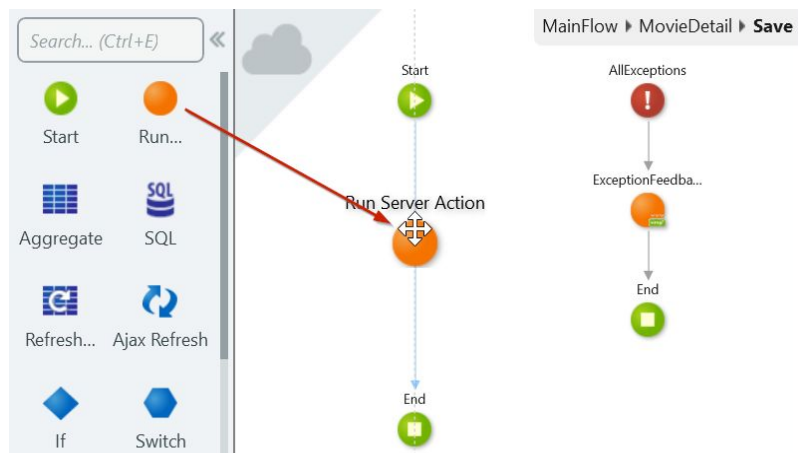 Search... (Ctrl+E)
Start
Run...
Aggregate
SQL
SQL
Refresh...
Ajax Refresh
If
Switch
Start
Run Server Action
End
MainFlow MovieDetail Save
AllExceptions
ExceptionFeedba...
End